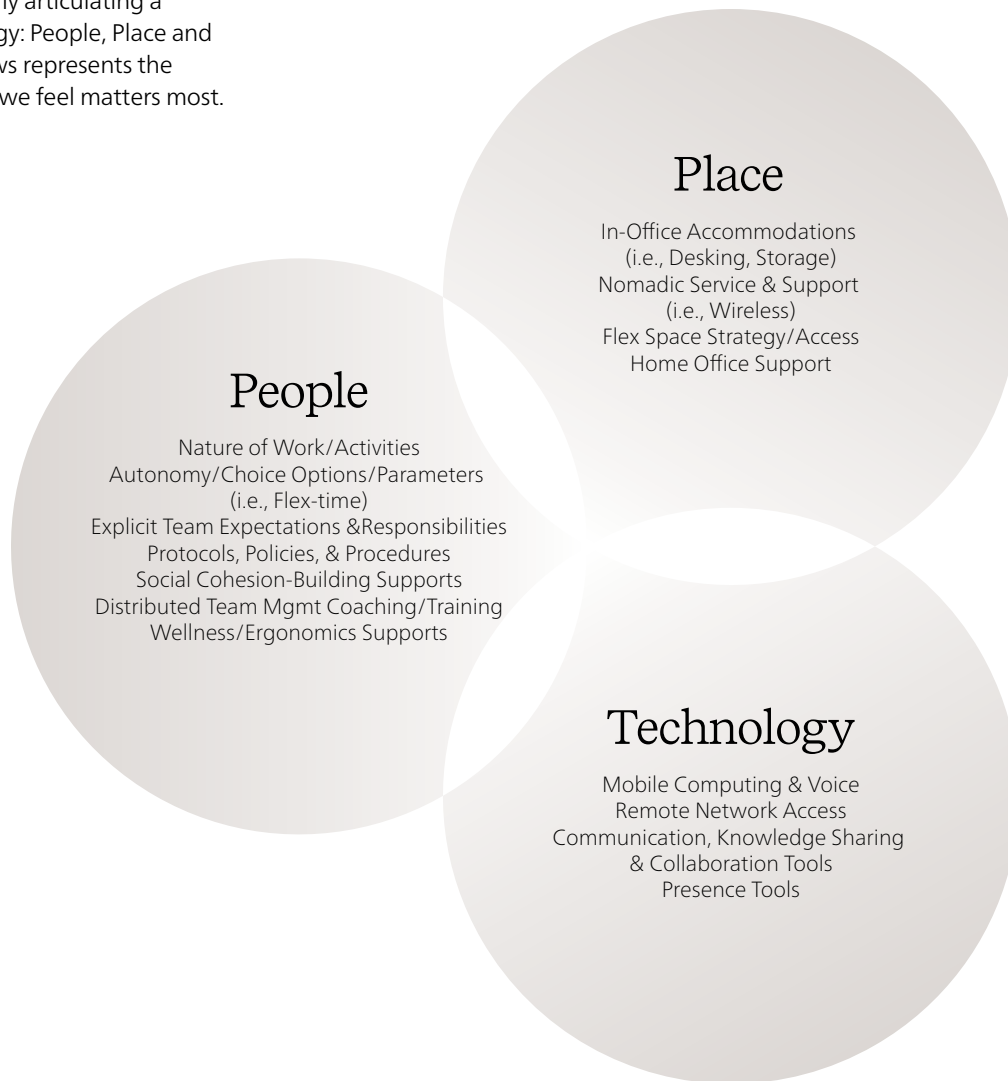 ny articulating a
gy: People, Place and
ws represents the
we feel matters most.
Place
In-Office Accommodations
(i.e., Desking, Storage)
Nomadic Service & Support
(i.e., Wireless)
Flex Space Strategy/Access
Home Office Support
People
Nature of Work/Activities
Autonomy/Choice Options/Parameters
(i.e., Flex-time)
Explicit Team Expectations &Responsibilities
Protocols, Policies, & Procedures
Social Cohesion-Building Supports
Distributed Team Mgmt Coaching/Training
Wellness/Ergonomics Supports
Technology
Mobile Computing & Voice
Remote Network Access
Communication, Knowledge Sharing
& Collaboration Tools
Presence Tools